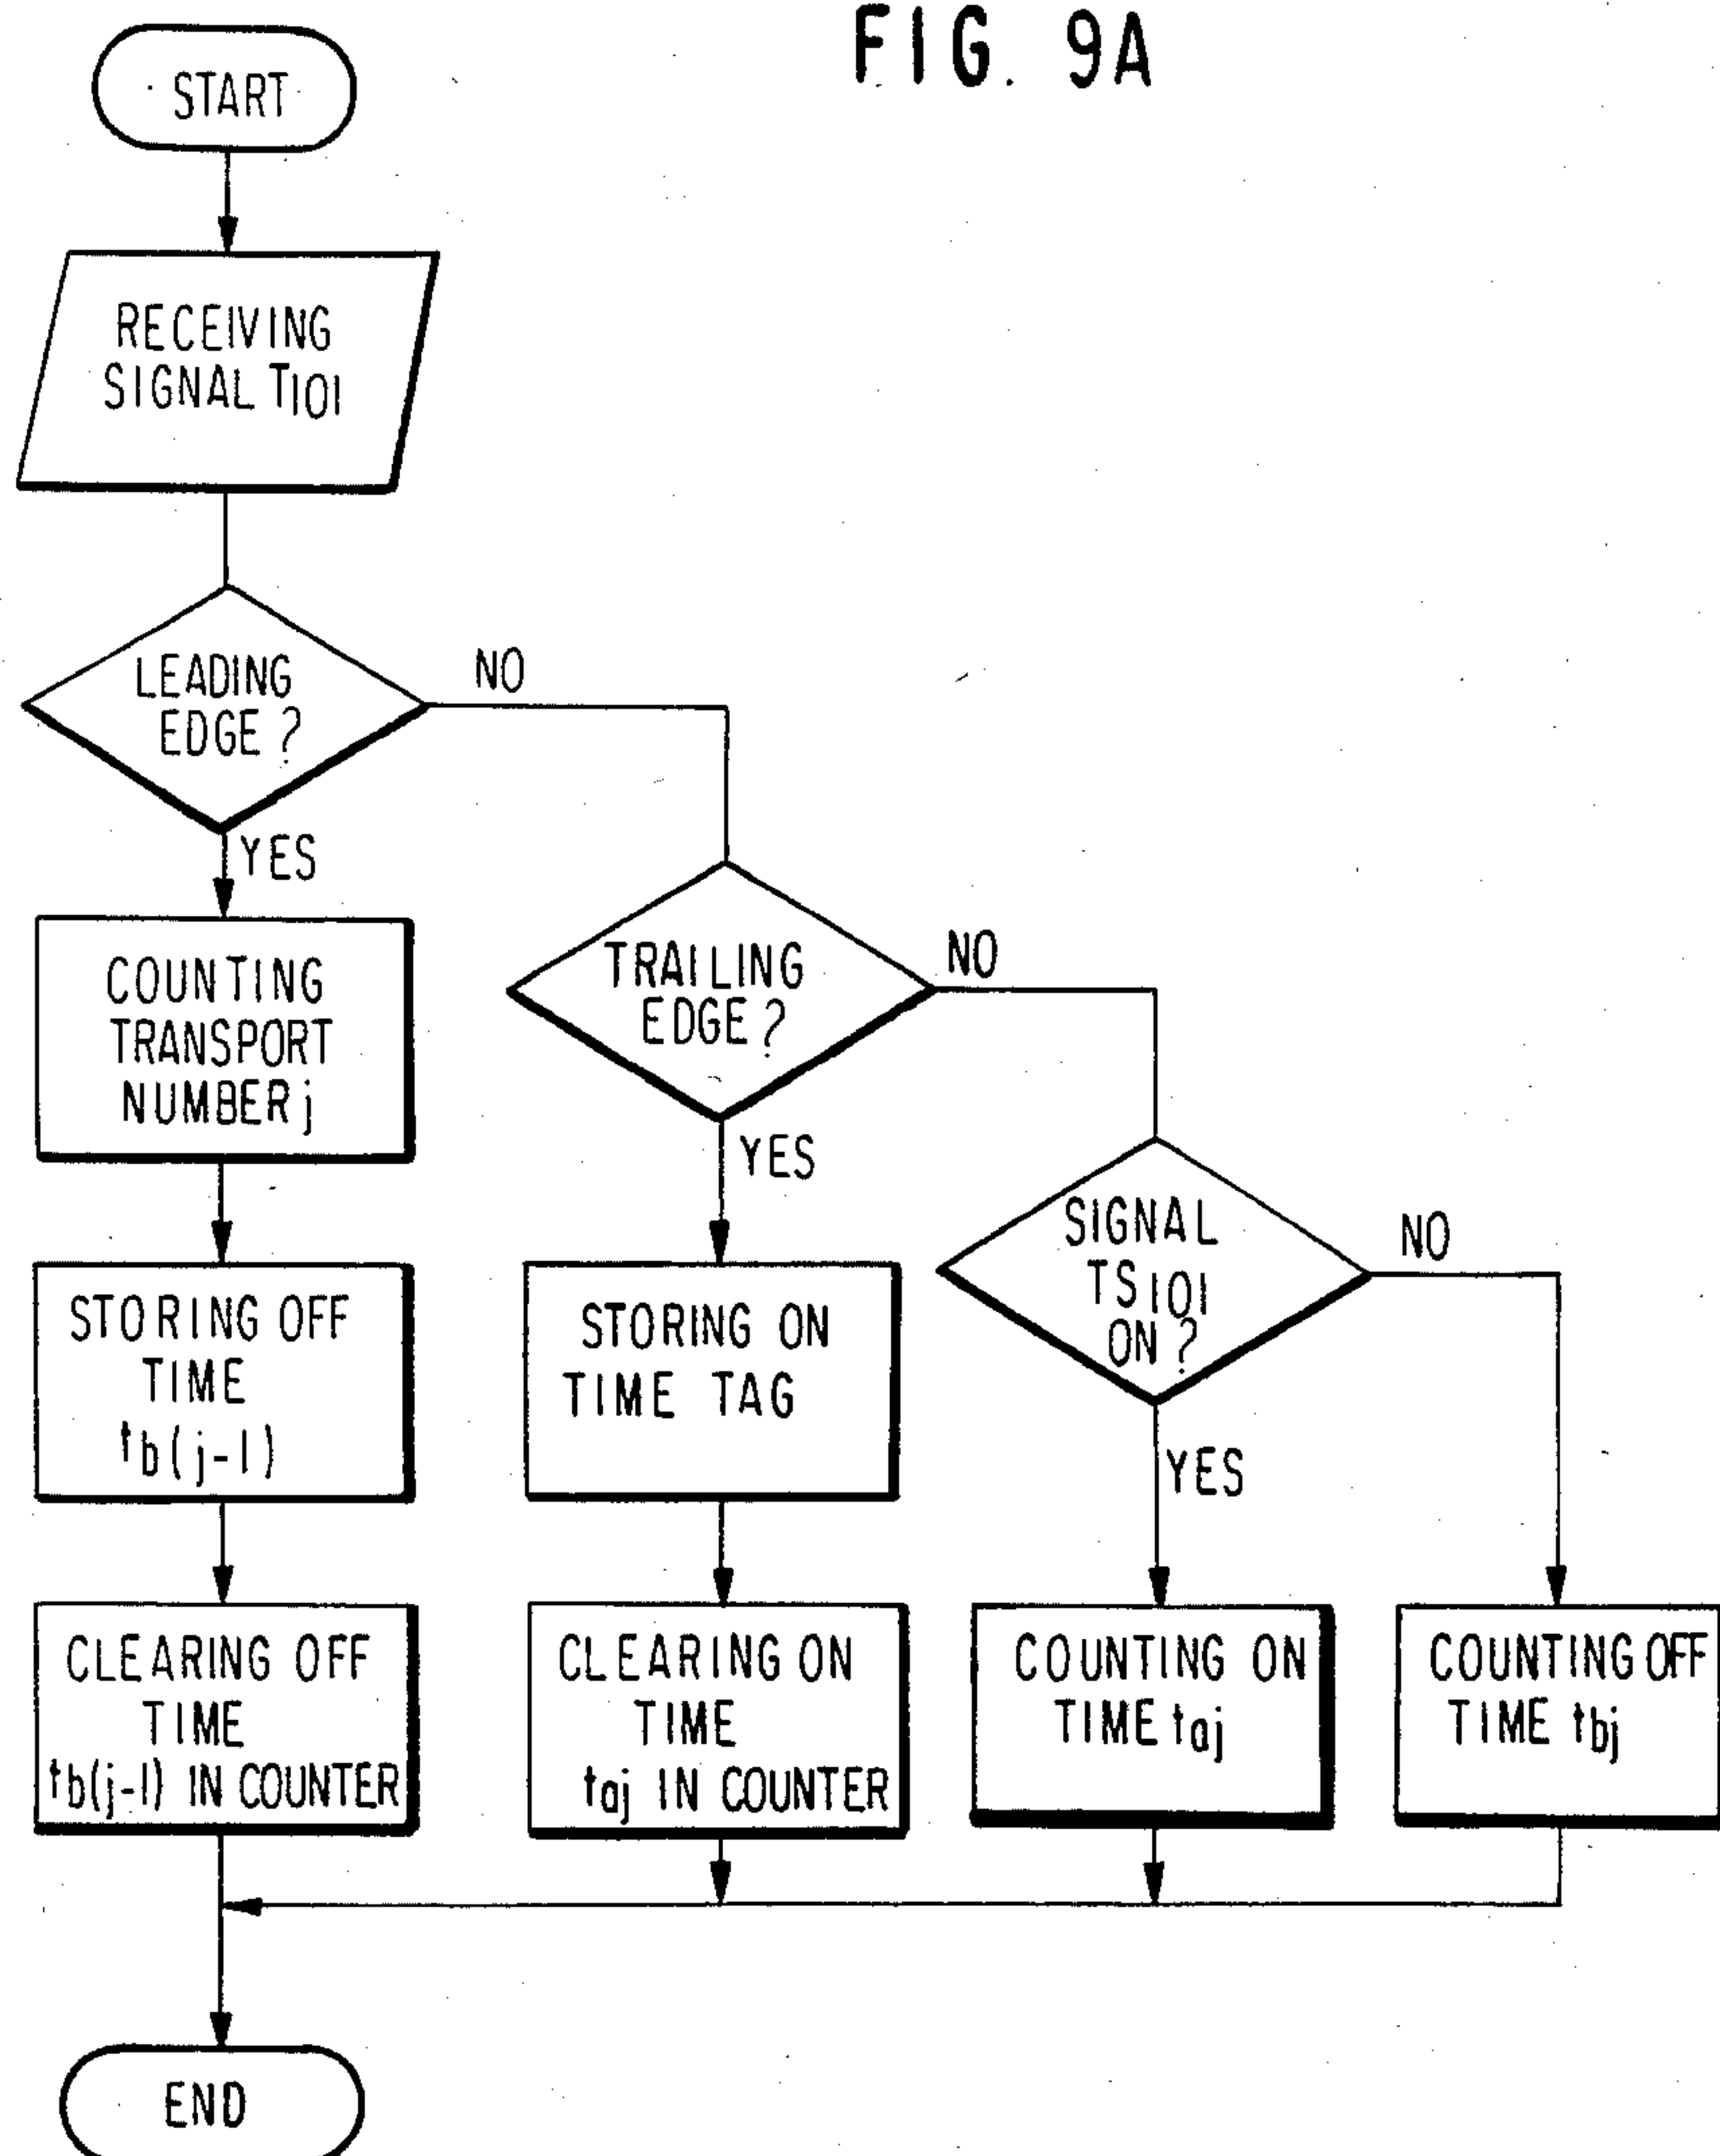 FIG. 9A
START
RECEIVING
SIGNAL T101
LEADING
EDGE?
NO
YES
COUNTING
TRANSPORT
NUMBER j
TRAILING
EDGE?
NO
YES
STORING OFF
TIME
tb(j-1)
STORING ON
TIME TAG
SIGNAL
TS101
ON?
NO
YES
CLEARING OFF
TIME
tb(j-1) IN COUNTER
CLEARING ON
TIME
taj IN COUNTER
COUNTING ON
TIME taj
COUNTING OFF
TIME tbj
END